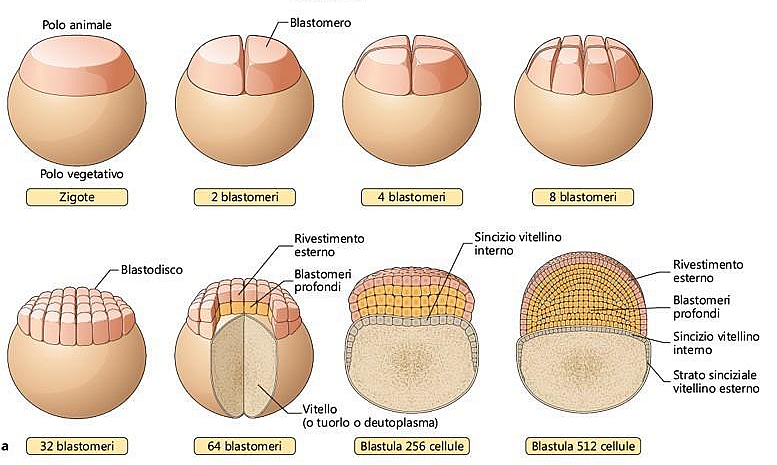 Polo animale
Blastomero
Polo vegetativo
Zigote
2 blastomeri
4 blastomeri
8 blastomeri
Blastodisco
Rivestimento
esterno
Blastomeri
profondi
Sincizio vitellino
interno
Rivestimento
esterno
Blastomeri
profondi
Sincizio vitellino
interno
Strato sinciziale
vitellino esterno
Vitello
(o tuorlo o deutoplasma)
a
32 blastomeri
64 blastomeri
Blastula 256 cellule
Blastula 512 cellule